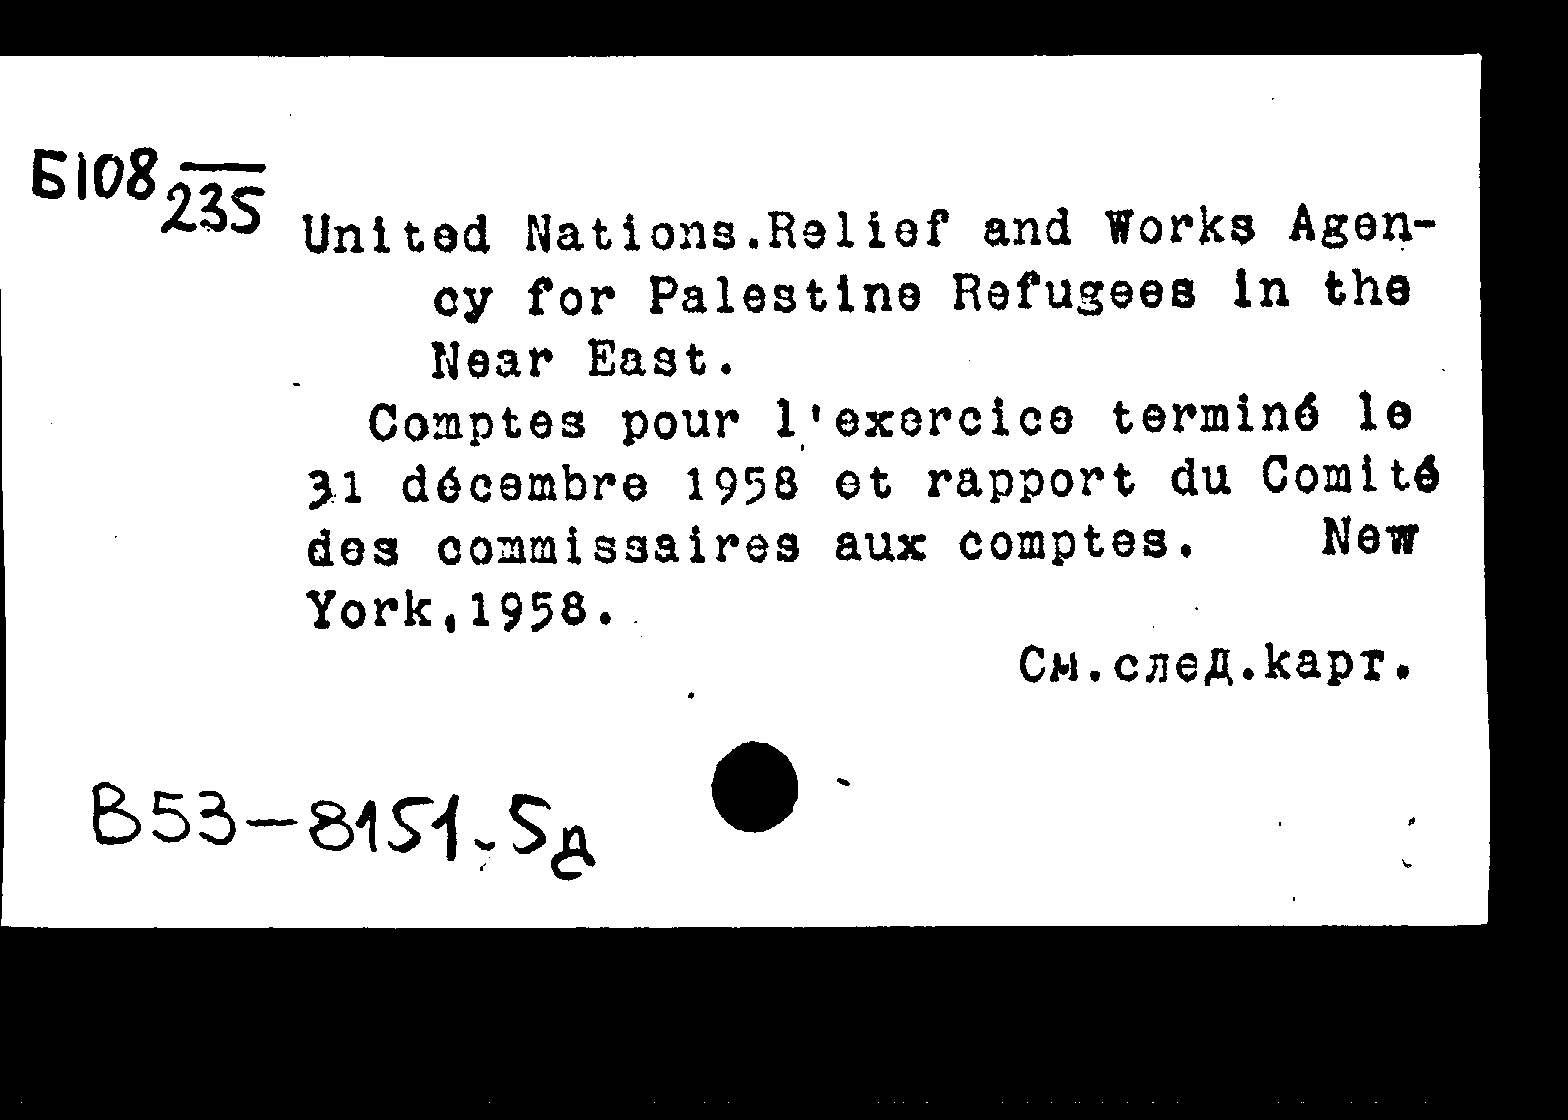 Б108 235
United Nations.Relief and Works Agen-
cy for Palestine Refugees in the
Near East.
Comptes pour l'exercice terminé le
31 décembre 1958 et rapport du Comité
des commissaires aux comptes. New
York,1958.
См.след.карт.
В53-8151-5д